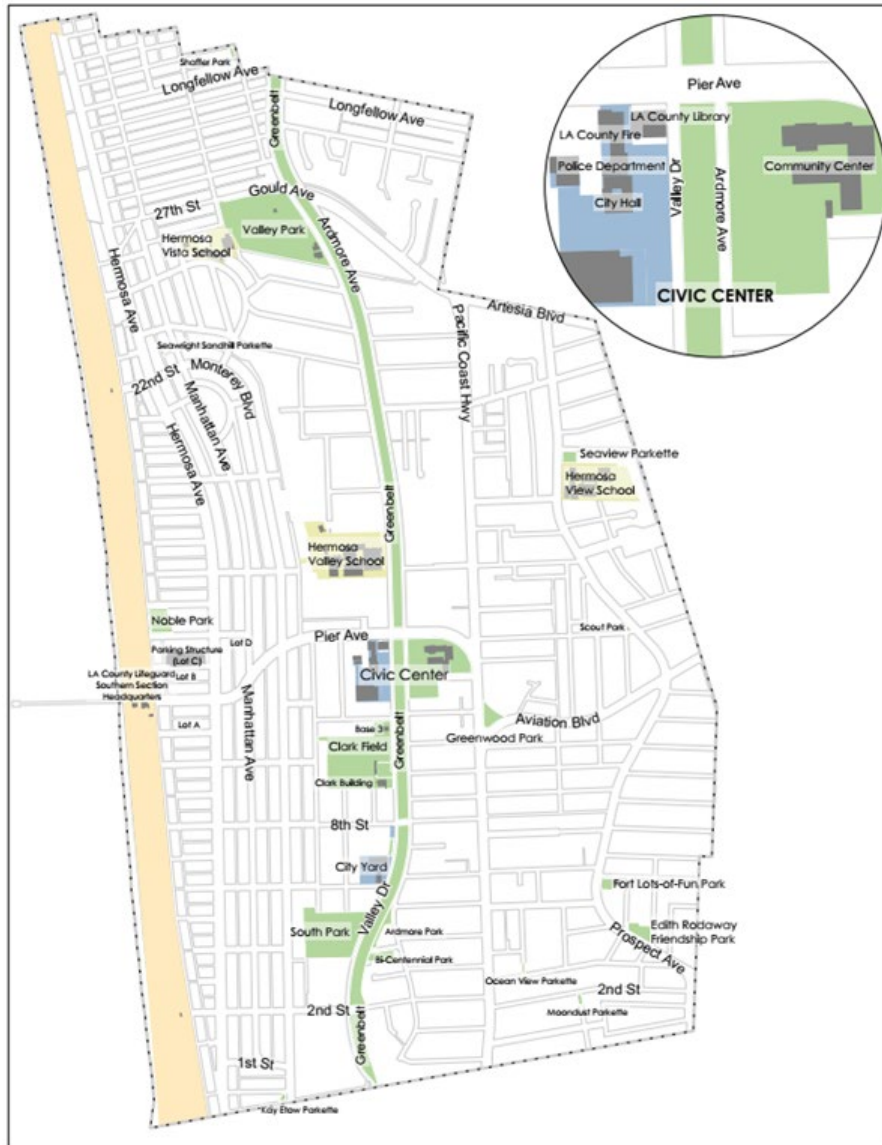 Shaffer Park
Longfellow Ave
Longfellow Ave
Greenbelt
Gould Ave
27th St
Valley Park
Hermosa
Vista School
Ardmore Ave
Hermosa Ave
Artesia Blvd
Pacific Coast Hwy
Seawright Sandhill Parkette
22nd St
Monterey Blvd
Manhattan Ave
Hermosa Ave
Seaview Parkette
Hermosa
View School
Greenbelt
Hermosa
Valley School
Noble Park
Pier Ave
Lot D
Scout Park
Parking Structure
(Lot C)
Lot B
LA County Lifeguard
Southern Section
Headquarters
Civic Center
Lot A
Manhattan Ave
Base 3
Greenbelt
Aviation Blvd
Greenwood Park
Clark Field
Clark Building
8th St
City Yard
Valley Dr
Fort Lots-of-Fun Park
South Park
Ardmore Park
Edith Rodaway
Friendship Park
Prospect Ave
Bi-Centennial Park
Ocean View Parkette
2nd St
2nd St
Moondust Parkette
Greenbelt
1st St
Kay Etow Parkette
Pier Ave
LA County Library
LA County Fire
Police Department
Community Center
City Hall
Valley Dr
Ardmore Ave
CIVIC CENTER